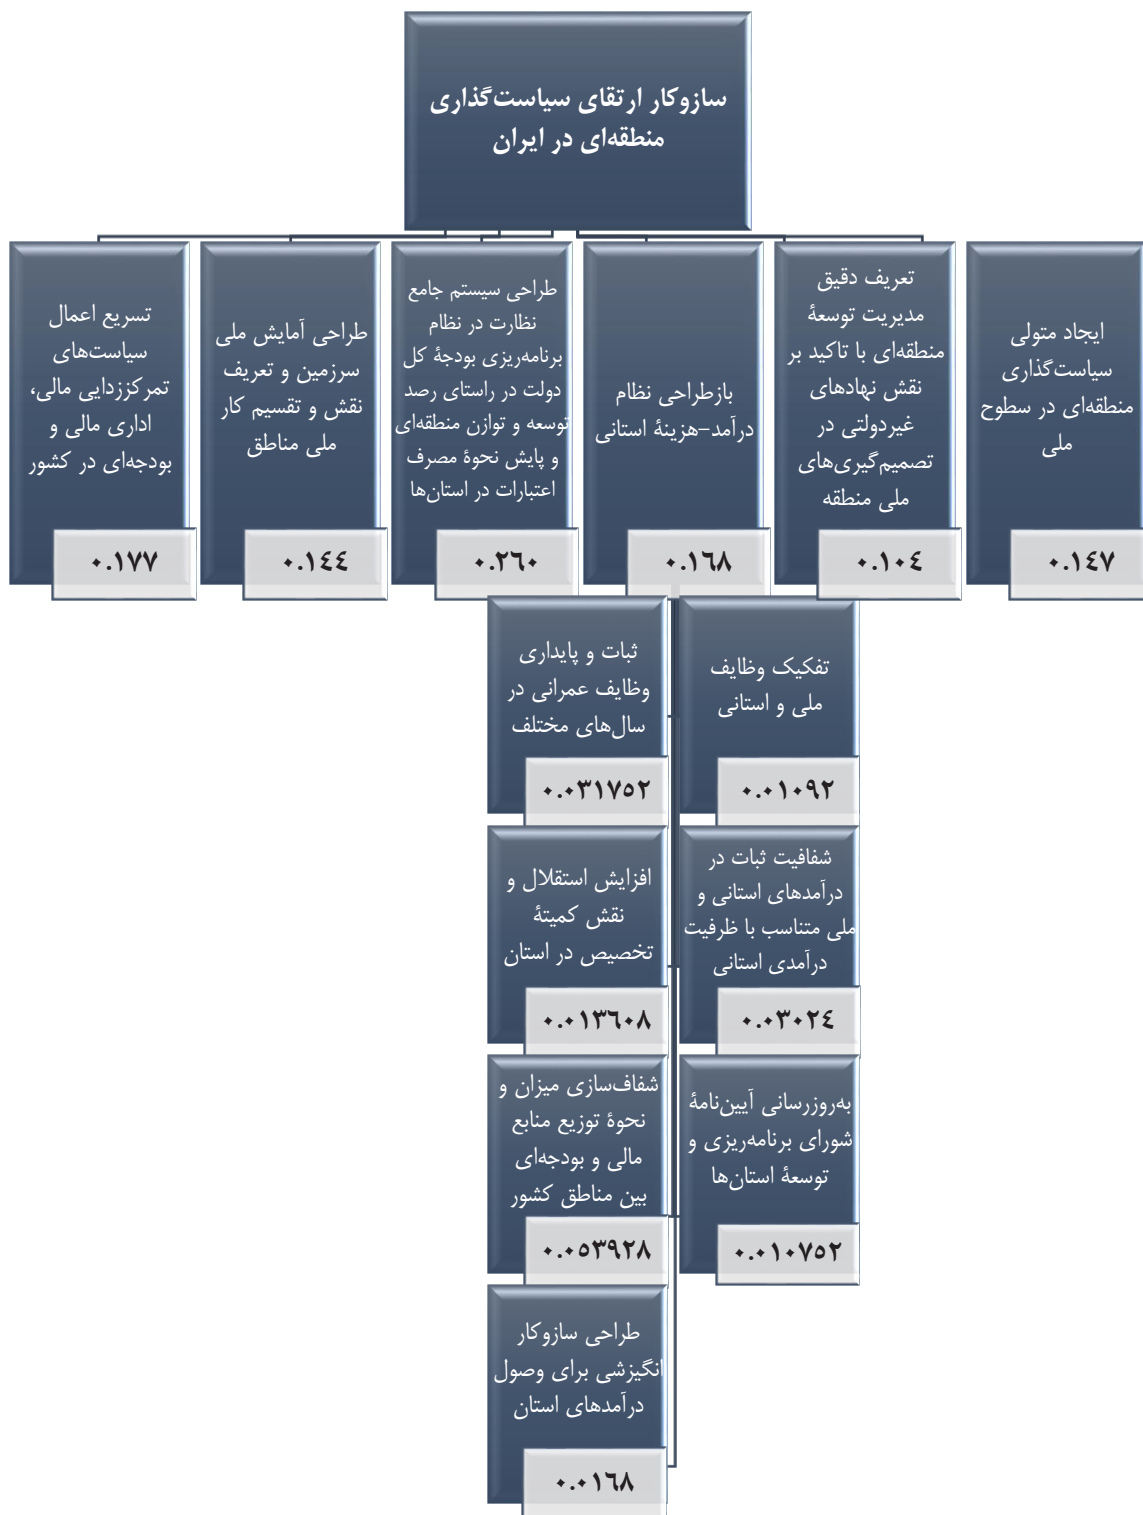 سازوکار ارتقای سیاست‌گذاری
منطقه‌ای در ایران
ایجاد متولی
سیاست‌گذاری
منطقه‌ای در سطوح
ملی
۰.۱٤۷
تعریف دقیق
مدیریت توسعهٔ
منطقه‌ای با تاکید بر
نقش نهادهای
غیردولتی در
تصمیم‌گیری‌های
ملی منطقه
۰.۱۰٤
بازطراحی نظام
درآمد-هزینهٔ استانی
۰.۱٦۸
طراحی سیستم جامع
نظارت در نظام
برنامه‌ریزی بودجهٔ کل
دولت در راستای رصد
توسعه و توازن منطقه‌ای
و پایش نحوهٔ مصرف
اعتبارات در استان‌ها
۰.۲٦۰
طراحی آمایش ملی
سرزمین و تعریف
نقش و تقسیم کار
ملی مناطق
۰.۱٤٤
تسریع اعمال
سیاست‌های
تمرکززدایی مالی،
اداری مالی و
بودجه‌ای در کشور
۰.۱۷۷
تفکیک وظایف
ملی و استانی
۰.۰۱۰۹۲
ثبات و پایداری
وظایف عمرانی در
سال‌های مختلف
۰.۰۳۱۷۵۲
شفافیت ثبات در
درآمدهای استانی و
ملی متناسب با ظرفیت
درآمدی استانی
۰.۰۳۰۲٤
افزایش استقلال و
نقش کمیتهٔ
تخصیص در استان
۰.۰۱۳٦۰۸
به‌روزرسانی آیین‌نامهٔ
شورای برنامه‌ریزی و
توسعهٔ استان‌ها
۰.۰۱۰۷۵۲
شفاف‌سازی میزان و
نحوهٔ توزیع منابع
مالی و بودجه‌ای
بین مناطق کشور
۰.۰۵۳۹۲۸
طراحی سازوکار
انگیزشی برای وصول
درآمدهای استان
۰.۰۱٦۸